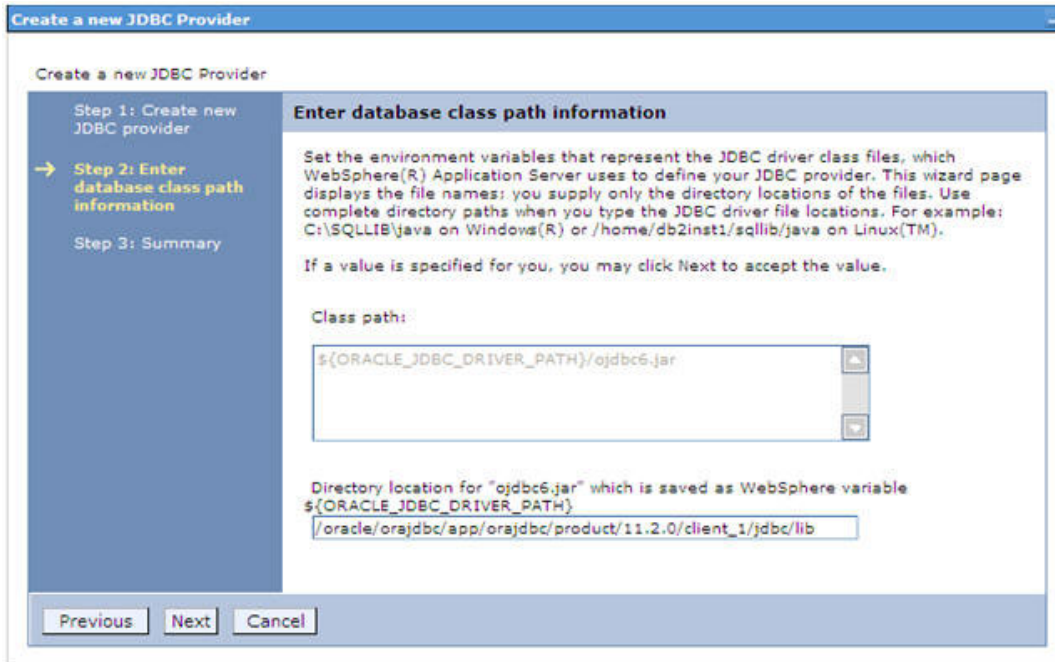 Create a new JDBC Provider
Create a new JDBC Provider
Step 1: Create new
JDBC provider
Step 2: Enter
database class path
information
Step 3: Summary
Enter database class path information
Set the environment variables that represent the JDBC driver class files, which
WebSphere(R) Application Server uses to define your JDBC provider. This wizard page
displays the file names; you supply only the directory locations of the files. Use
complete directory paths when you type the JDBC driver file locations. For example:
C:\SQLLIB\java on Windows(R) or /home/db2inst1/sqllib/java on Linux(TM).
If a value is specified for you, you may click Next to accept the value.
Class path:
${ORACLE_JDBC_DRIVER_PATH}/ojdbc6.jar
Directory location for "ojdbc6.jar" which is saved as WebSphere variable
${ORACLE_JDBC_DRIVER_PATH}
/oracle/orajdbc/app/orajdbc/product/11.2.0/client_1/jdbc/lib
Previous Next Cancel